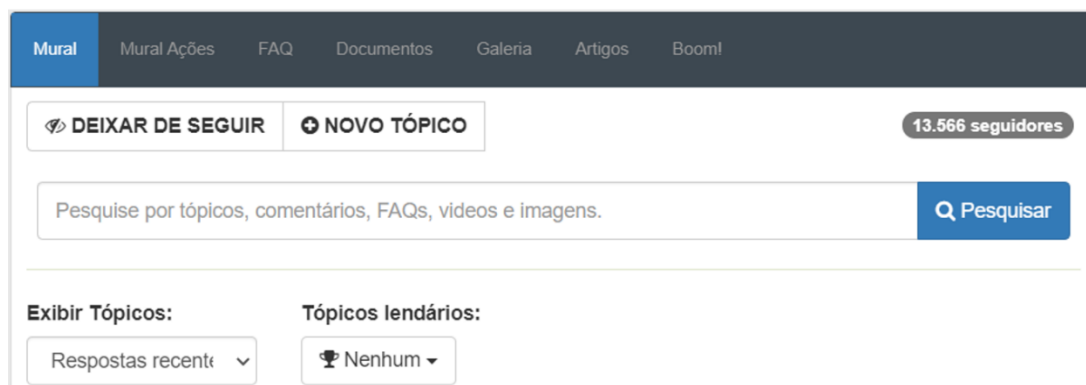 Mural Mural Ações FAQ Documentos Galeria Artigos Boom!
DEIXAR DE SEGUIR NOVO TÓPICO 13.566 seguidores
Pesquise por tópicos, comentários, FAQs, videos e imagens. Pesquisar
Exibir Tópicos: Tópicos lendários:
Respostas recente Nenhum